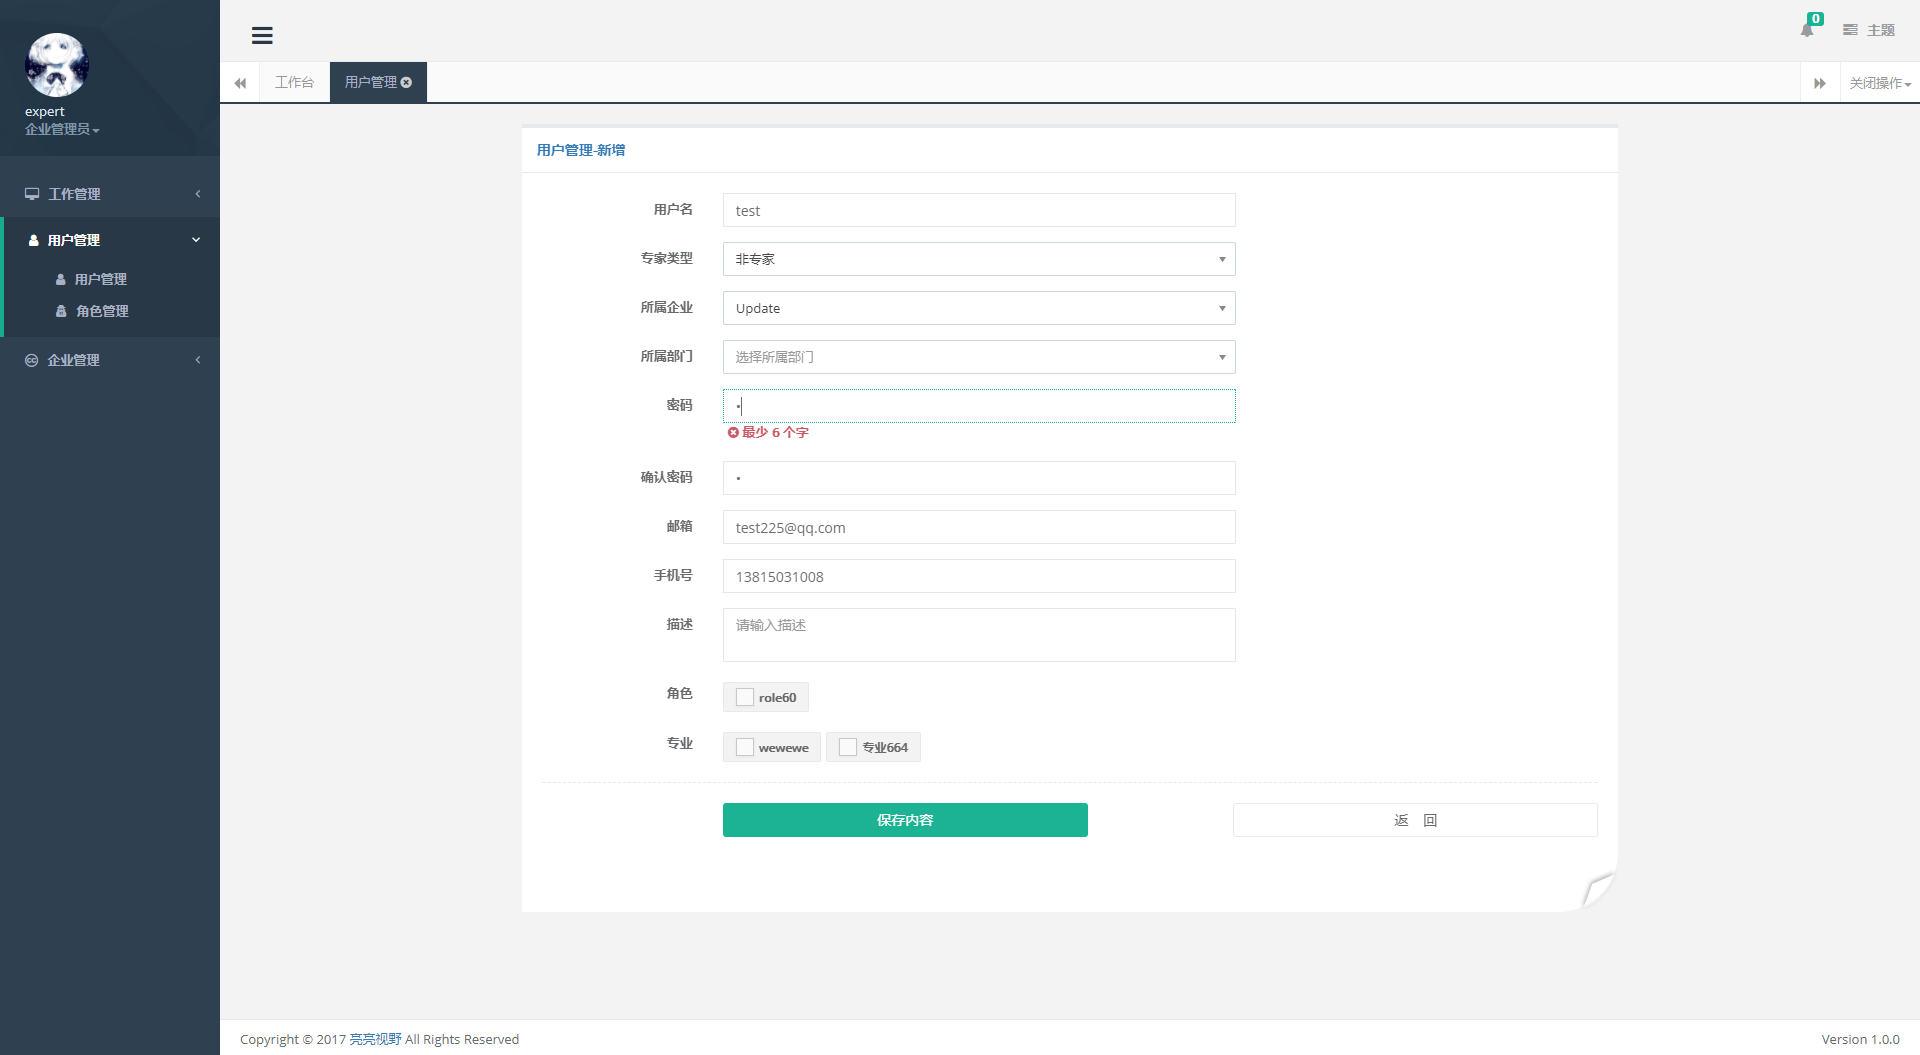 expert
企业管理员
工作管理
用户管理
用户管理
角色管理
企业管理
0
主题
工作台
用户管理
关闭操作
用户管理-新增
用户名
test
专家类型
非专家
所属企业
Update
所属部门
选择所属部门
密码
•
最少 6 个字
确认密码
•
邮箱
test225@qq.com
手机号
13815031008
描述
请输入描述
角色
role60
专业
wewewe
专业664
保存内容
返 回
Copyright © 2017 亮亮视野 All Rights Reserved
Version 1.0.0